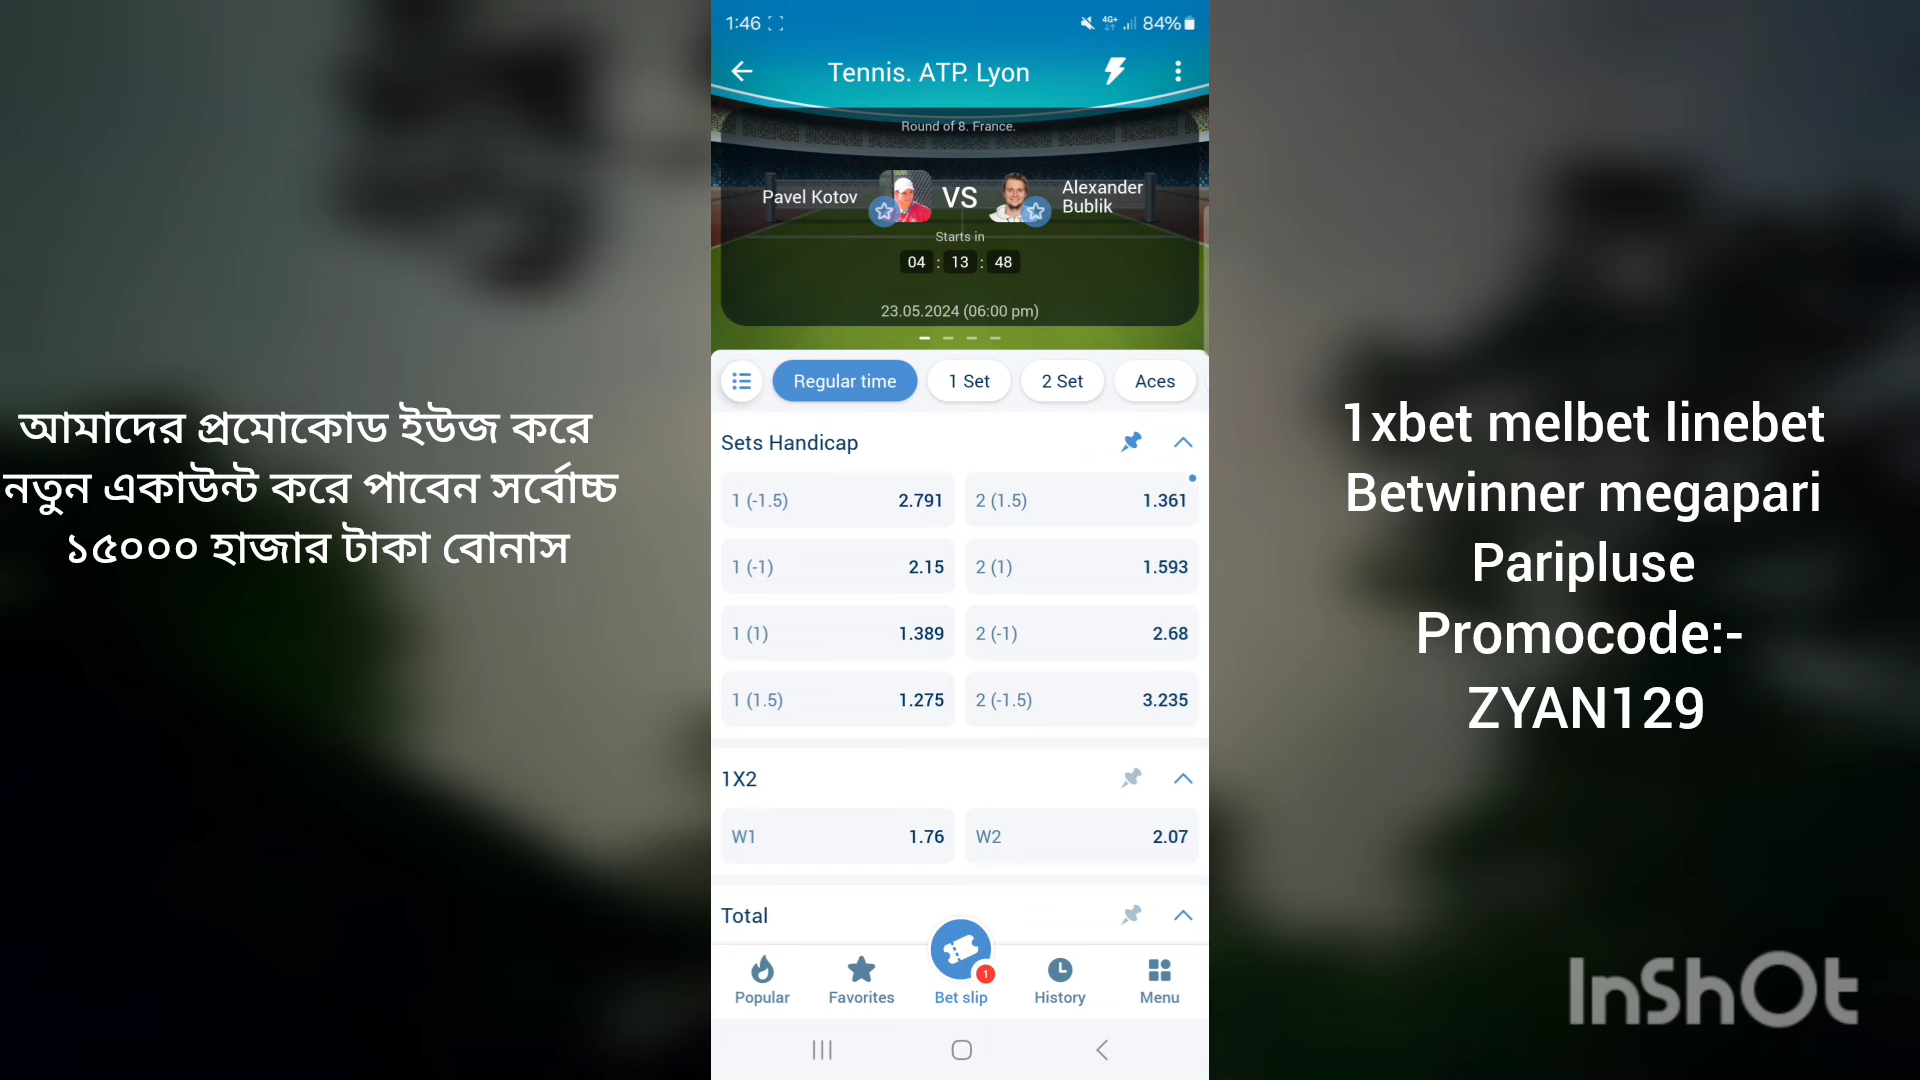 1:46
4G+
84%
Tennis. ATP. Lyon
Round of 8. France.
Pavel Kotov
VS
Alexander
Bublik
Starts in
04 : 13 : 48
23.05.2024 (06:00 pm)
Regular time
1 Set
2 Set
Aces
Sets Handicap
1 (-1.5) 2.791
2 (1.5) 1.361
1 (-1) 2.15
2 (1) 1.593
1 (1) 1.389
2 (-1) 2.68
1 (1.5) 1.275
2 (-1.5) 3.235
1X2
W1 1.76
W2 2.07
Total
1
Popular
Favorites
Bet slip
History
Menu
আমাদের প্রমোকোড ইউজ করে
নতুন একাউন্ট করে পাবেন সর্বোচ্চ
১৫০০০ হাজার টাকা বোনাস
1xbet melbet linebet
Betwinner megapari
Paripluse
Promocode:-
ZYAN129
InShOt